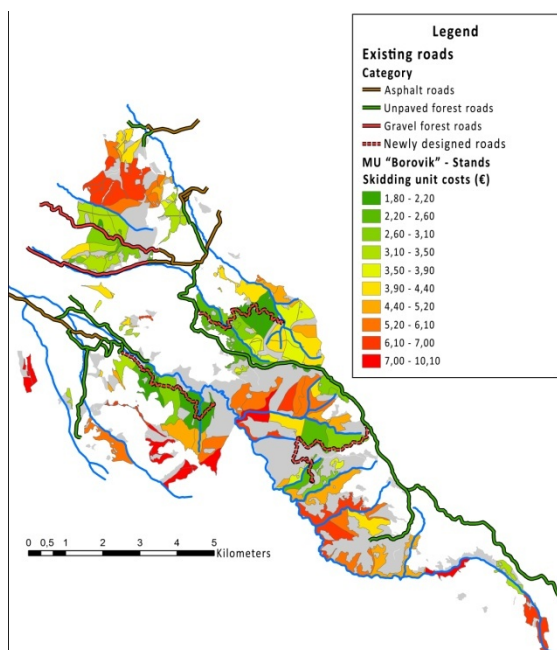 Legend
Existing roads
Category
Asphalt roads
Unpaved forest roads
Gravel forest roads
Newly designed roads
MU "Borovik" - Stands
Skidding unit costs (€)
1,80 - 2,20
2,20 - 2,60
2,60 - 3,10
3,10 - 3,50
3,50 - 3,90
3,90 - 4,40
4,40 - 5,20
5,20 - 6,10
6,10 - 7,00
7,00 - 10,10
0 0,5 1 2 3 4 5
Kilometers